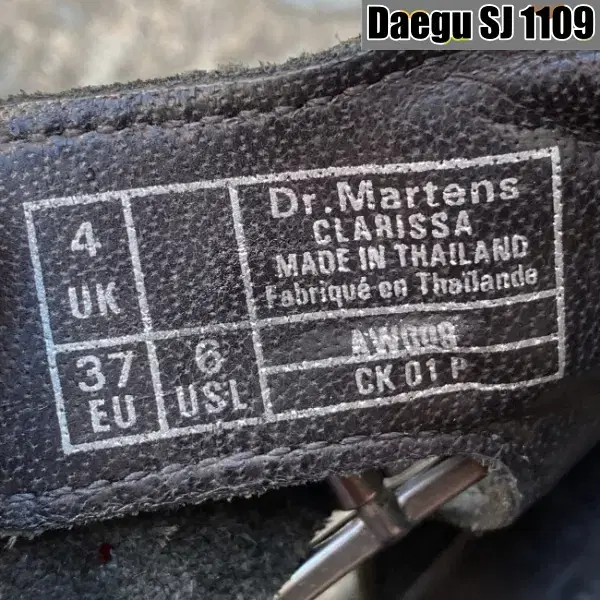 Daegu SJ 1109
4
UK
Dr. Martens
CLARISSA
MADE IN THAILAND
Fabriqué en Thaïlande
37
EU
6
USL
AW008
CK 01 P